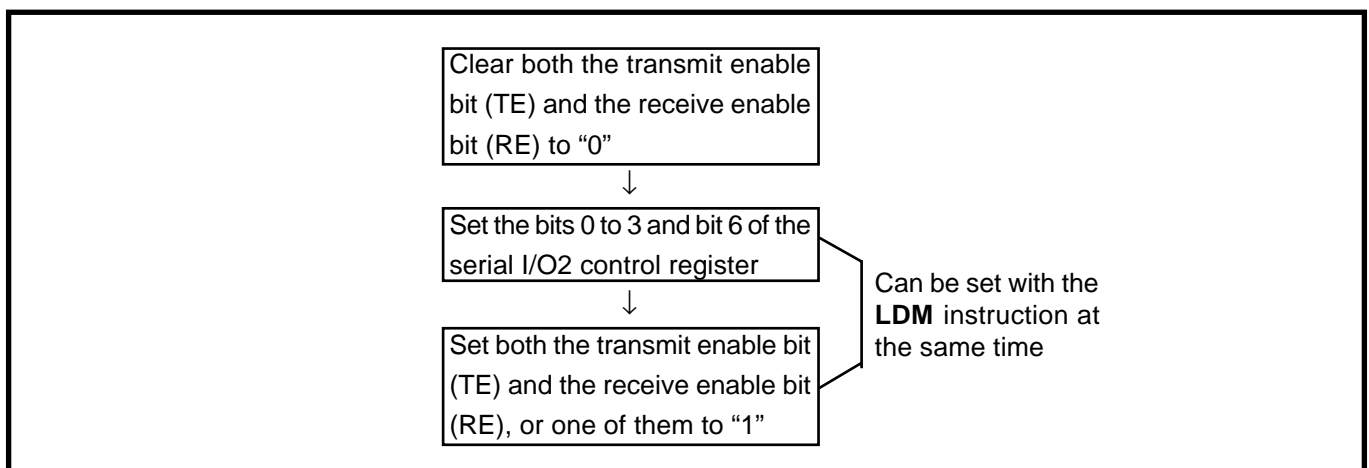 Clear both the transmit enable
bit (TE) and the receive enable
bit (RE) to “0”
↓
Set the bits 0 to 3 and bit 6 of the
serial I/O2 control register
↓
Set both the transmit enable bit
(TE) and the receive enable bit
(RE), or one of them to “1”
Can be set with the
LDM instruction at
the same time